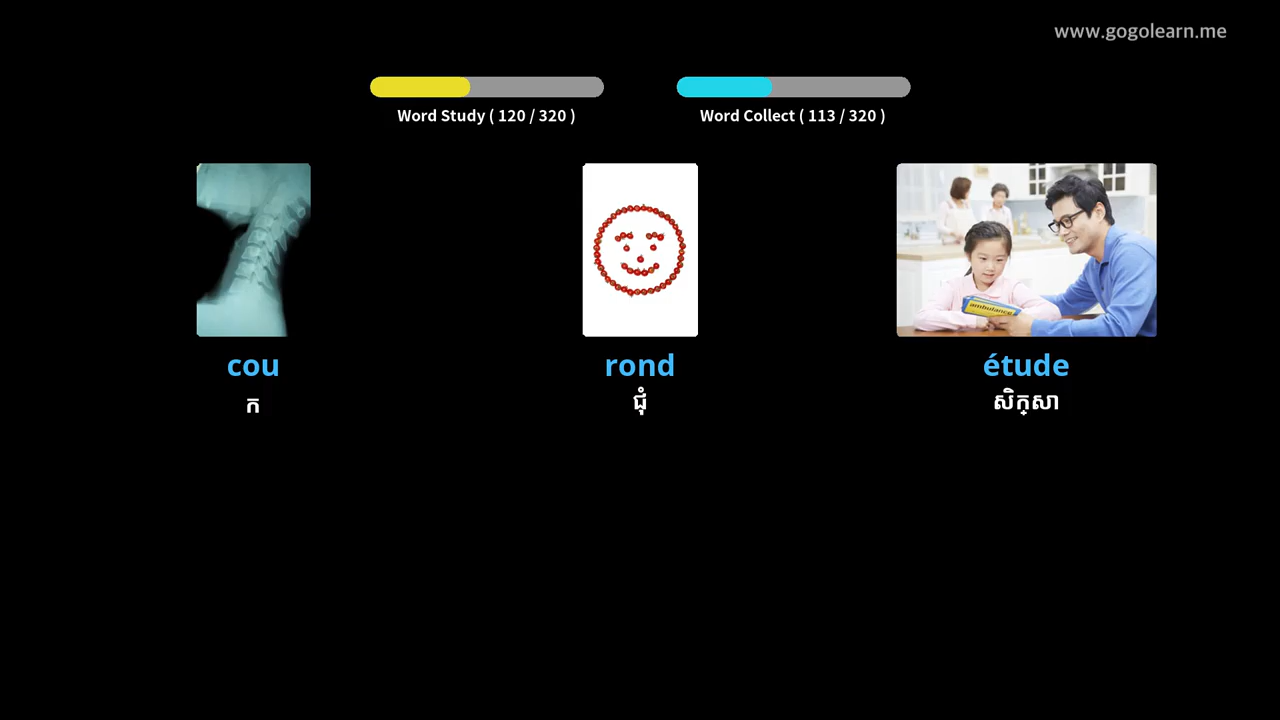 www.gogolearn.me
Word Study ( 120 / 320 )
Word Collect ( 113 / 320 )
ambulance
cou
rond
étude
ក
ជុំ
សិក្សា